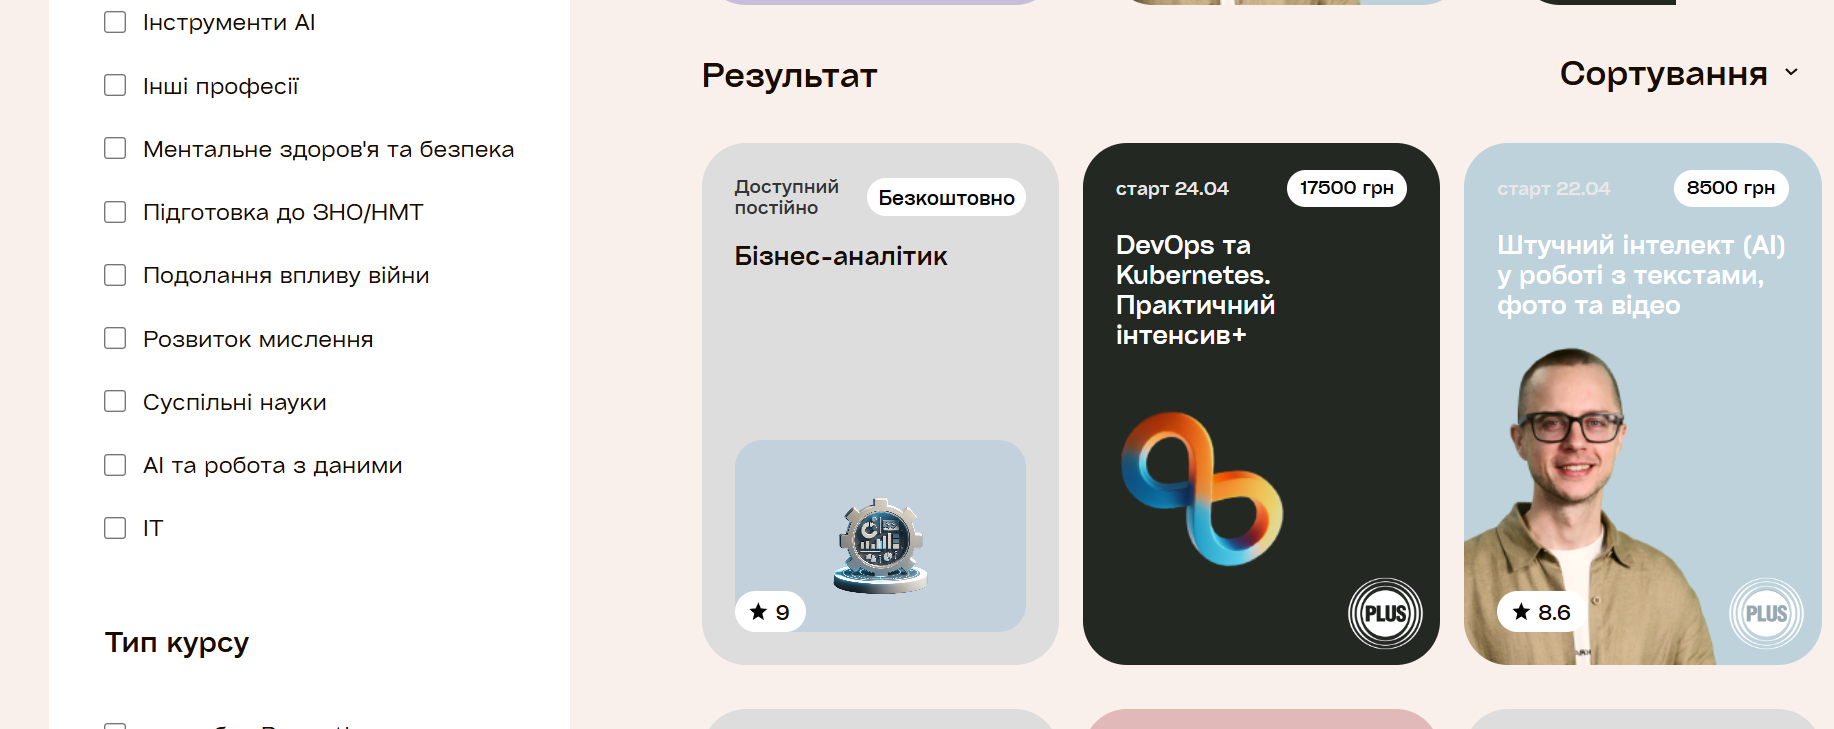 Інструменти AI
Інші професії
Ментальне здоров'я та безпека
Підготовка до ЗНО/НМТ
Подолання впливу війни
Розвиток мислення
Суспільні науки
AI та робота з даними
IT
Тип курсу
Результат
Сортування
Доступний
постійно
Безкоштовно
Бізнес-аналітик
9
старт 24.04
17500 грн
DevOps та
Kubernetes.
Практичний
інтенсив+
PLUS
старт 22.04
8500 грн
Штучний інтелект (AI)
у роботі з текстами,
фото та відео
8.6
PLUS